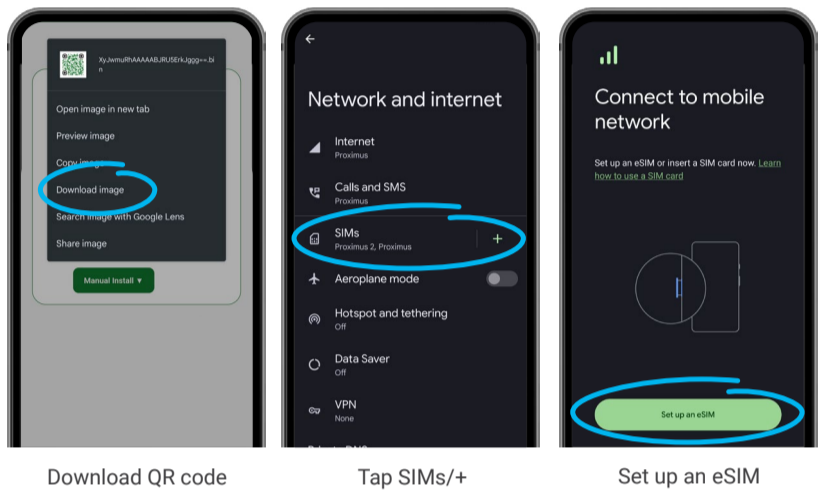 XyJwmuRhAAAAABJRU5ErkJggg==.bi
n
Open image in new tab
Preview image
Copy image
Download image
Search image with Google Lens
Share image
Manual Install ▼
Download QR code
Network and internet
Internet
Proximus
Calls and SMS
Proximus
SIMs
Proximus 2, Proximus
+
Aeroplane mode
Hotspot and tethering
Off
Data Saver
Off
VPN
None
Tap SIMs/+
Connect to mobile
network
Set up an eSIM or insert a SIM card now. Learn
how to use a SIM card
Set up an eSIM
Set up an eSIM